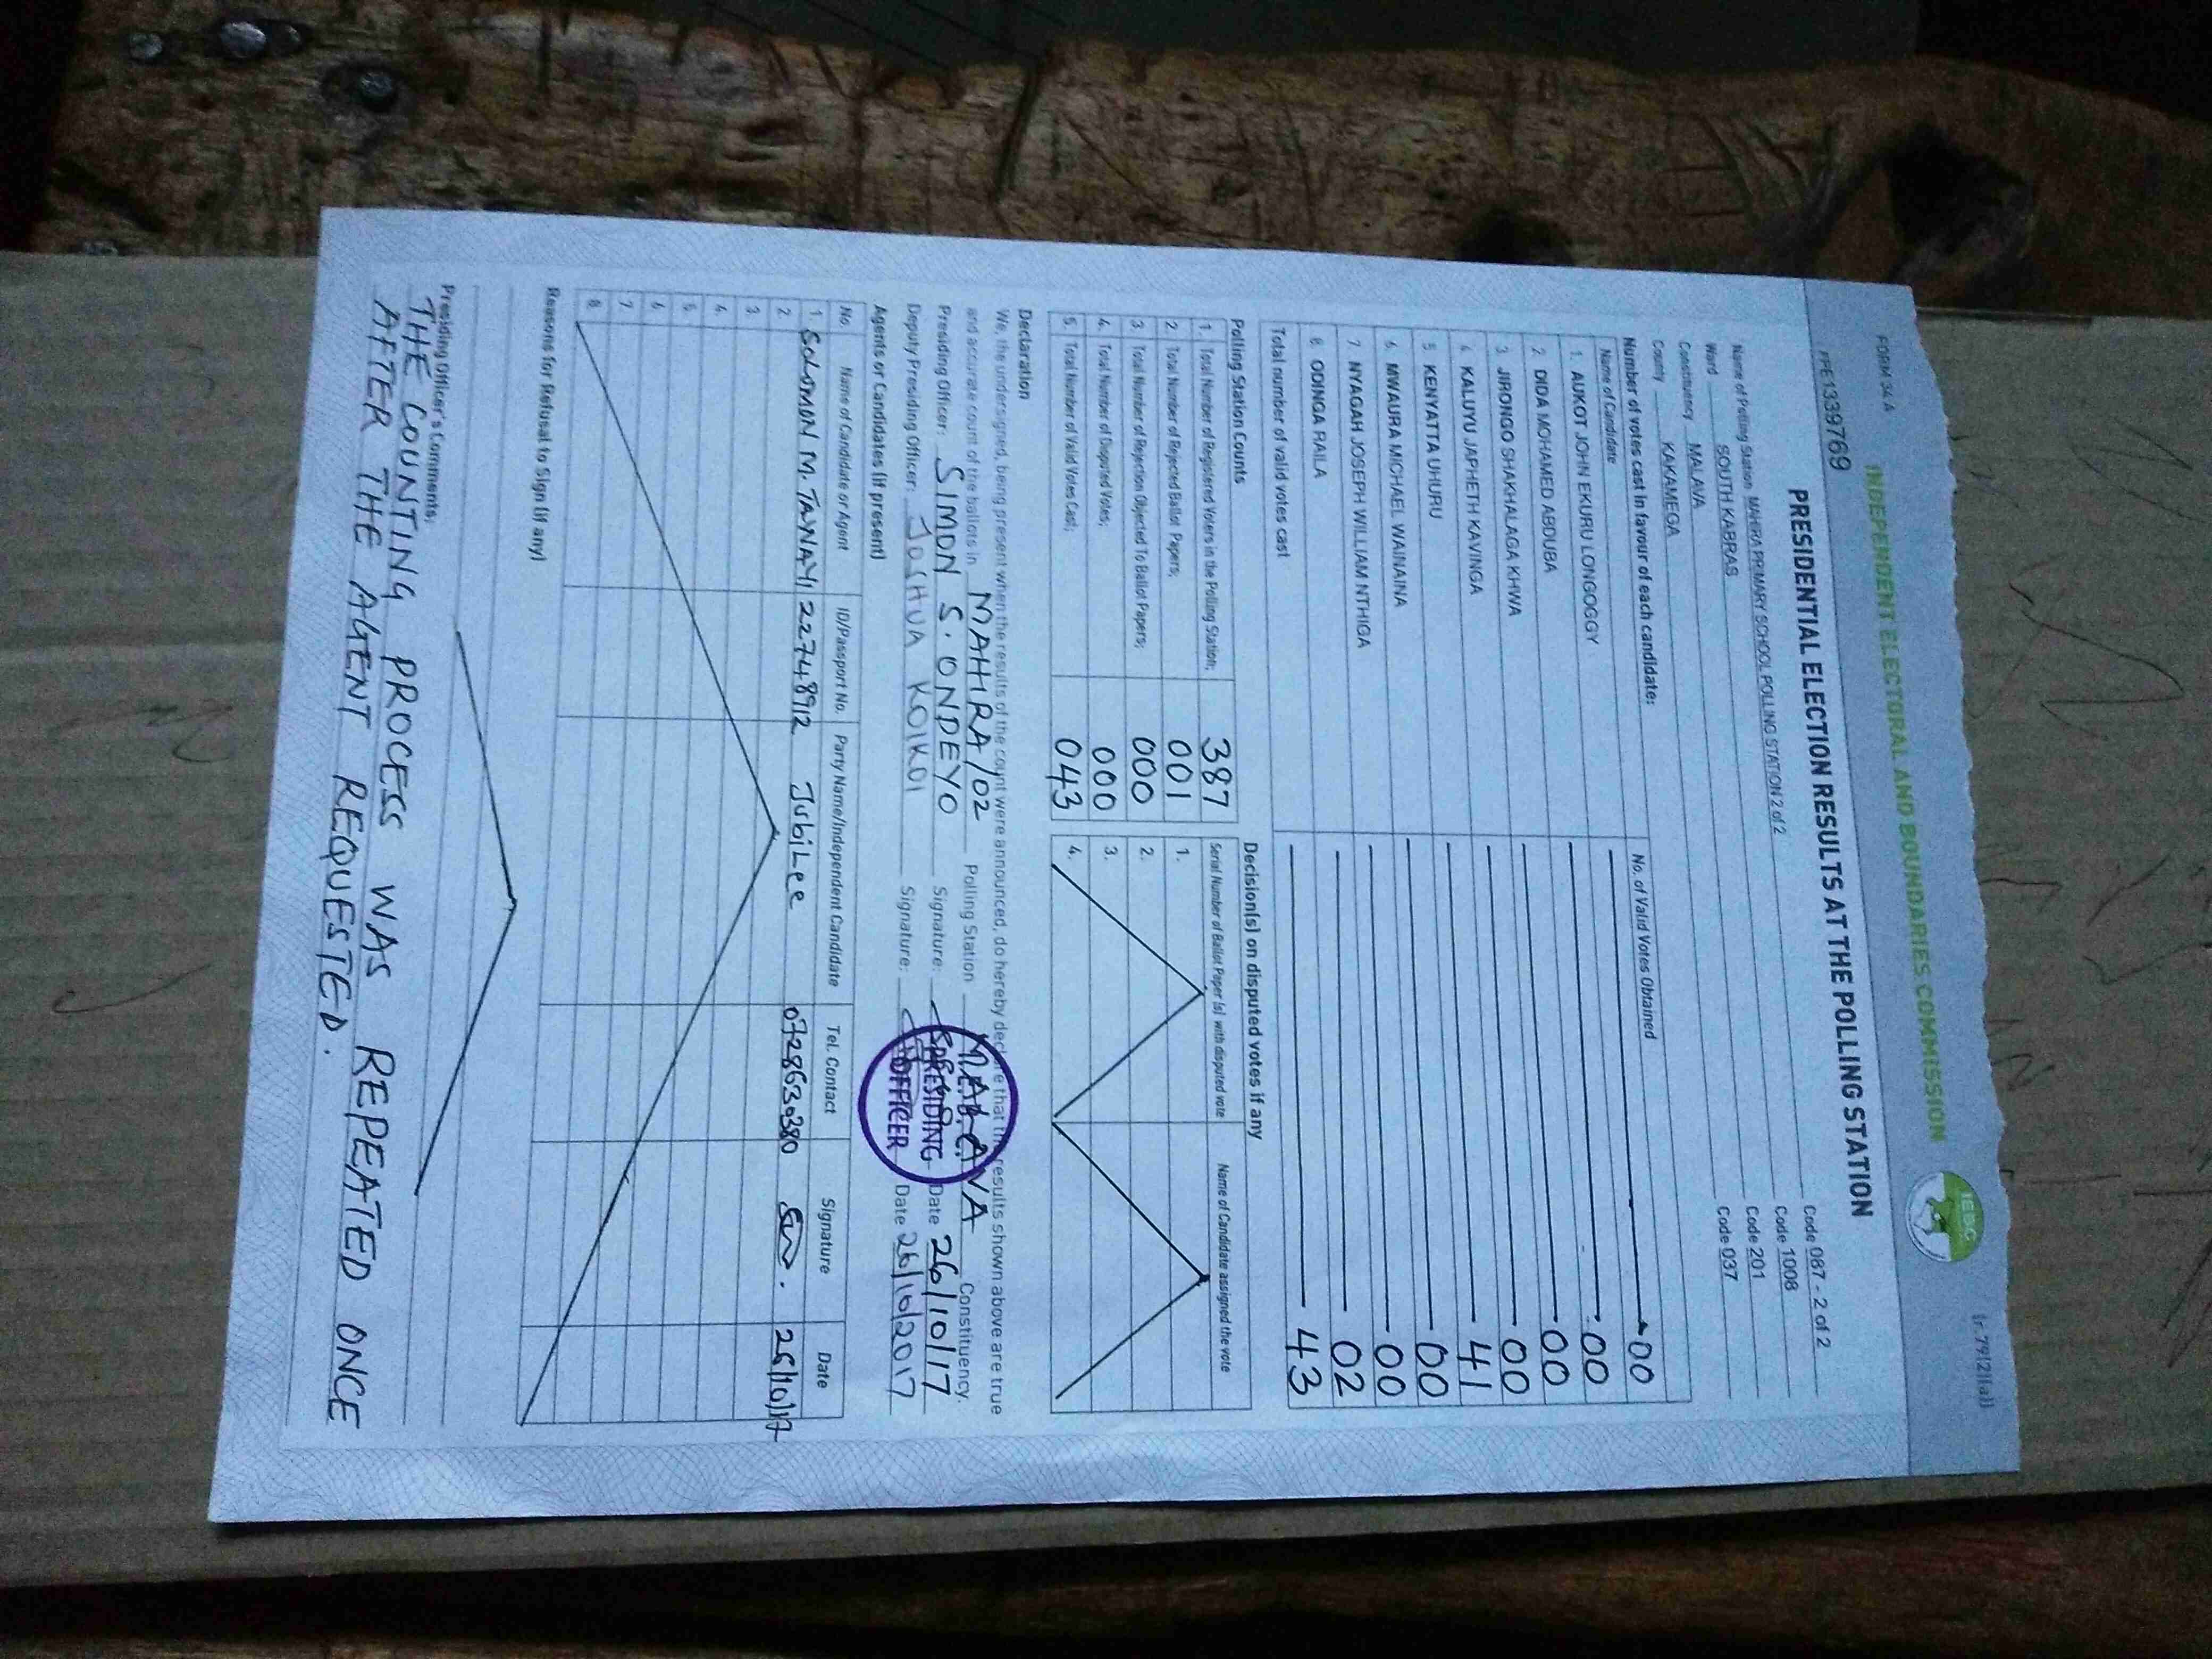 FORM 34 A
(r.79(2)(a))
INDEPENDENT ELECTORAL AND BOUNDARIES COMMISSION
IEBC
PPE1339769
PRESIDENTIAL ELECTION RESULTS AT THE POLLING STATION
Name of Polling Station MAHIRA PRIMARY SCHOOL POLLING STATION 2 of 2 Code 087 - 2 of 2
Ward SOUTH KABRAS Code 1008
Constituency MALAVA Code 201
County KAKAMEGA Code 037
Number of votes cast in favour of each candidate:
Name of Candidate No. of Valid Votes Obtained
1. AUKOT JOHN EKURU LONGOGGY 00
2 DIDA MOHAMED ABDUBA 00
3 JIRONGO SHAKHALAGA KHWA 00
4 KALUYU JAPHETH KAVINGA 00
5 KENYATTA UHURU 41
6 MWAURA MICHAEL WAINAINA 00
7 NYAGAH JOSEPH WILLIAM NTHIGA 00
8 ODINGA RAILA 02
Total number of valid votes cast 43
Polling Station Counts
1. Total Number of Registered Voters in the Polling Station; 387
2. Total Number of Rejected Ballot Papers; 001
3. Total Number of Rejection Objected To Ballot Papers; 000
4. Total Number of Disputed Votes; 000
5. Total Number of Valid Votes Cast; 043
Decision(s) on disputed votes if any
Serial Number of Ballot Paper (s) with disputed vote Name of Candidate assigned the vote
1.
2.
3.
4.
Declaration
We, the undersigned, being present when the results of the count were announced, do hereby declare that the results shown above are true
and accurate count of the ballots in MAHIRA/02 Polling Station MALAVA Constituency.
Presiding Officer: SIMON S. ONDEYO Signature: Date 26/10/17
Deputy Presiding Officer: JOSHUA KOIKOI Signature: Date 26/10/2017
PRESIDING
OFFICER
Agents or Candidates (if present)
No. Name of Candidate or Agent ID/Passport No. Party Name/Independent Candidate Tel. Contact Signature Date
1. SOLOMON M. TAYAYI 22748912 Jubilee 0728630380 26/10/17
2
3
4
5
6
7
8
Reasons for Refusal to Sign (if any)
Presiding Officer's Comments;
THE COUNTING PROCESS WAS REPEATED ONCE
AFTER THE AGENT REQUESTED.